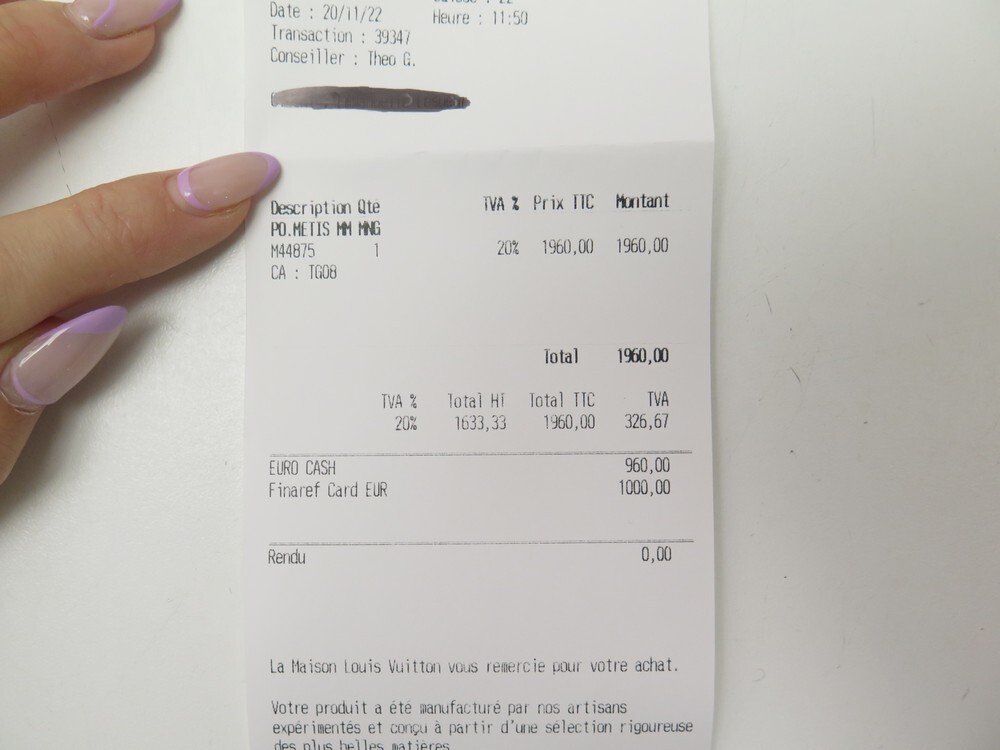 Date : 20/11/22
Heure : 11:50
Transaction : 39347
Conseiller : Theo G.
Description Qte TVA % Prix TTC Montant
PO.METIS MM MNG
M44875 1 20% 1960,00 1960,00
CA : TG08
Total 1960,00
TVA % Total HT Total TTC TVA
20% 1633,33 1960,00 326,67
EURO CASH 960,00
Finaref Card EUR 1000,00
Rendu 0,00
La Maison Louis Vuitton vous remercie pour votre achat.
Votre produit a été manufacturé par nos artisans
expérimentés et conçu à partir d'une sélection rigoureuse
des plus belles matières